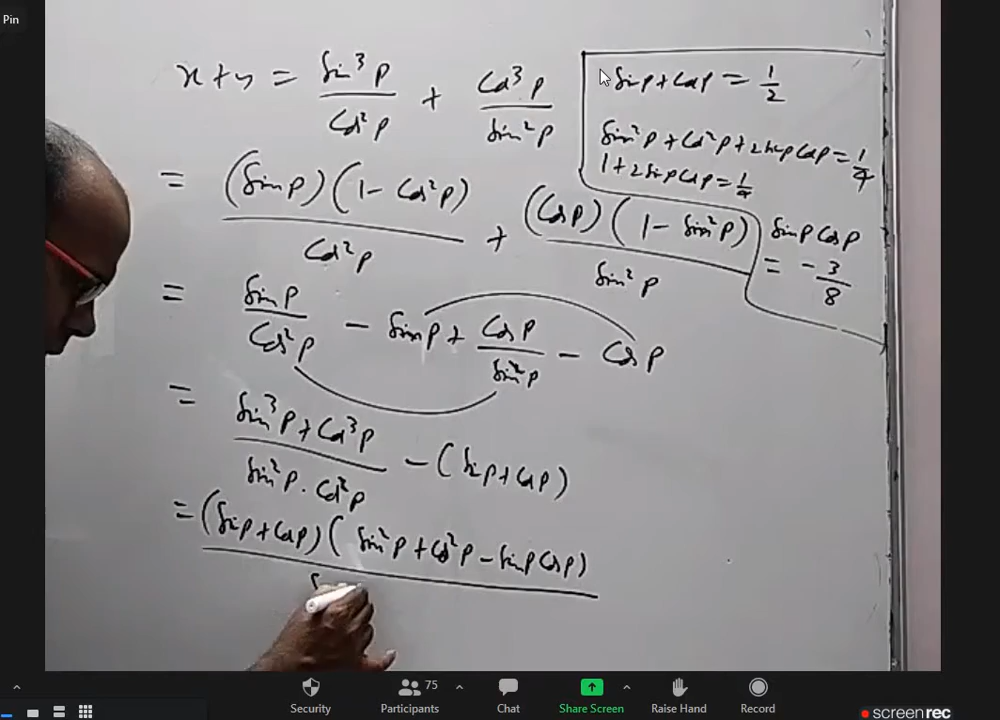 Pin
x+y = sin³p / cos²p + cos³p / sin²p
= (sin p)(1 - cos²p) / cos²p + (cos p)(1 - sin²p) / sin²p
= sin p / cos²p - sin p + cos p / sin²p - cos p
= sin³p + cos³p / sin²p . cos²p - (sin p + cos p)
= (sin p + cos p)(sin²p + cos²p - sin p cos p)
sin p + cos p = 1/2
sin²p + cos²p + 2 sin p cos p = 1/4
1 + 2 sin p cos p = 1/4
sin p cos p
= - 3/8
Security
Participants
75
Chat
Share Screen
Raise Hand
Record
screenrec